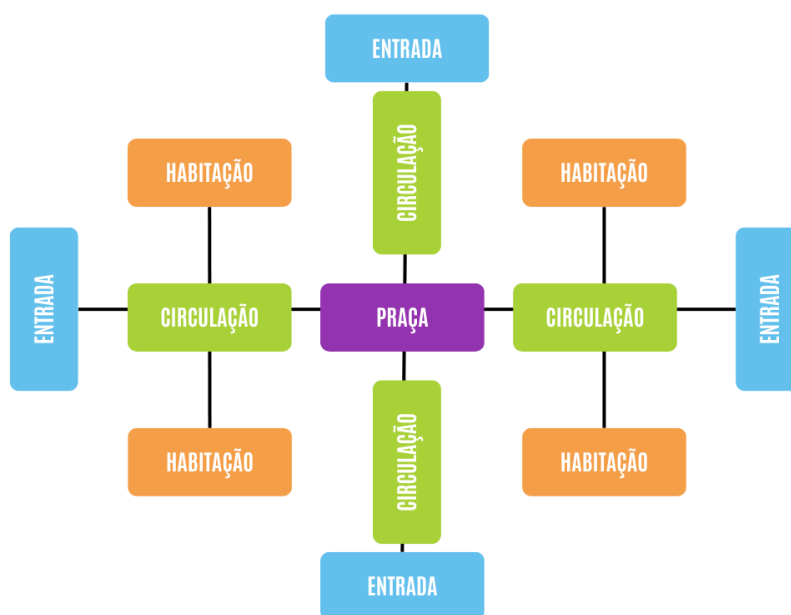 ENTRADA
CIRCULAÇÃO
HABITAÇÃO
HABITAÇÃO
ENTRADA
CIRCULAÇÃO
PRAÇA
CIRCULAÇÃO
ENTRADA
HABITAÇÃO
CIRCULAÇÃO
HABITAÇÃO
ENTRADA